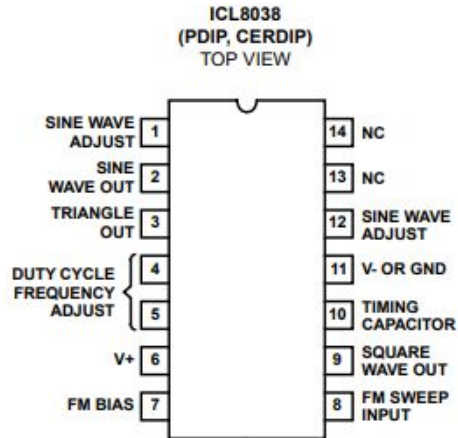 ICL8038
(PDIP, CERDIP)
TOP VIEW
SINE WAVE
ADJUST
1
SINE
WAVE OUT
2
TRIANGLE
OUT
3
DUTY CYCLE
FREQUENCY
ADJUST
4
5
V+
6
FM BIAS
7
14
NC
13
NC
12
SINE WAVE
ADJUST
11
V- OR GND
10
TIMING
CAPACITOR
9
SQUARE
WAVE OUT
8
FM SWEEP
INPUT